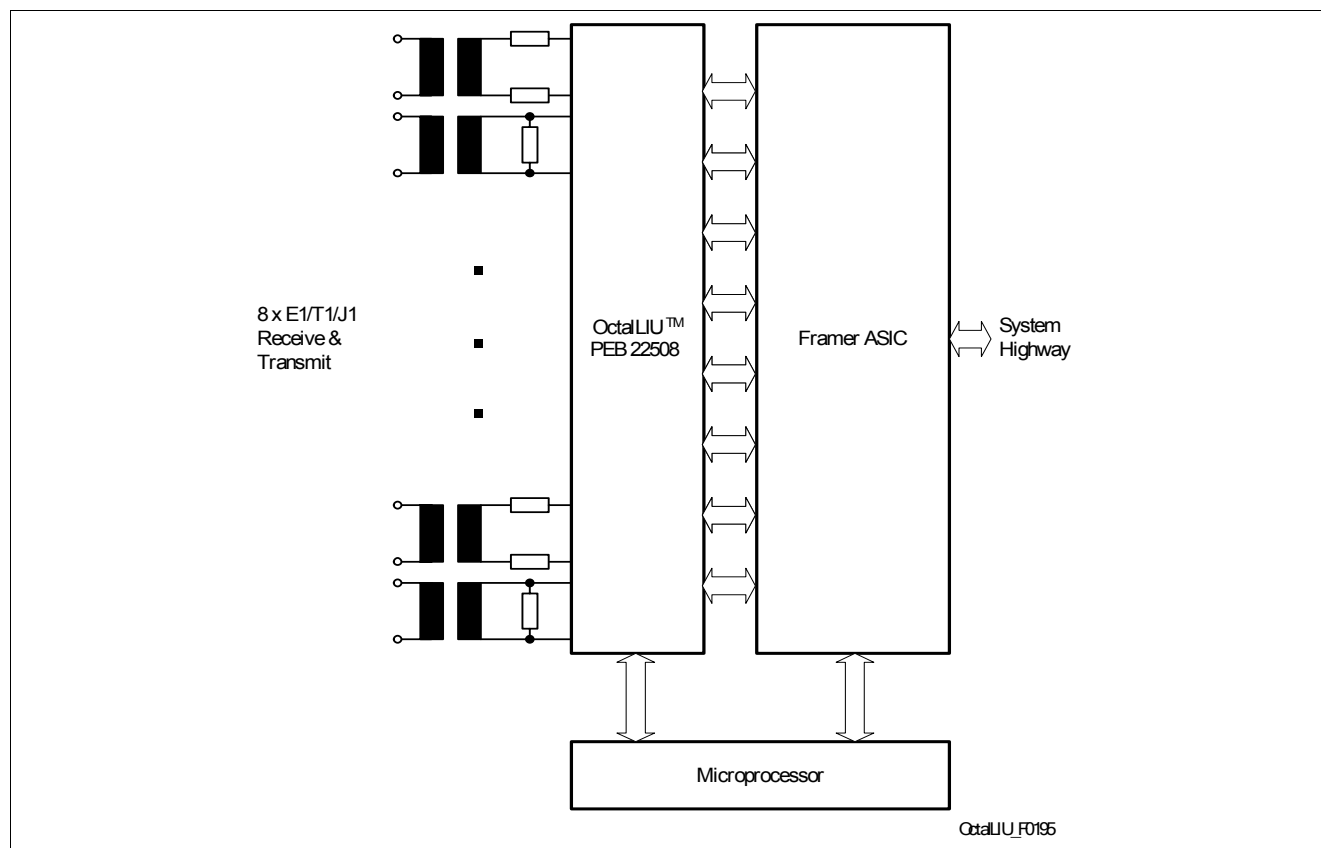 8 x E1/T1/J1
Receive &
Transmit
OctalLIU™
PEB 22508
Framer ASIC
System
Highway
Microprocessor
OctalLIU_F0195